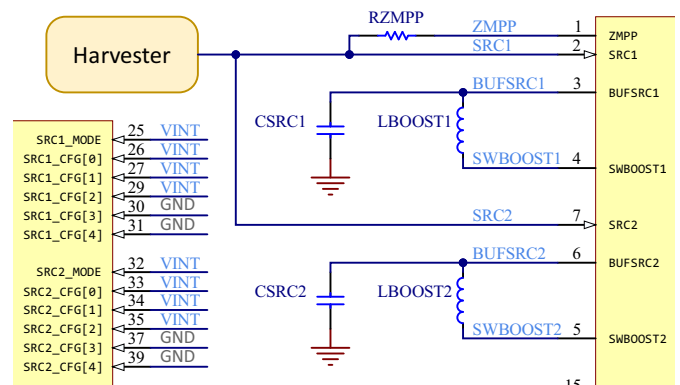 RZMPP
ZMPP 1 ZMPP
Harvester
SRC1 2 SRC1
BUFSRC1 3 BUFSRC1
CSRC1 LBOOST1
SWBOOST1 4 SWBOOST1
SRC1_MODE 25 VINT
SRC1_CFG[0] 26 VINT
SRC1_CFG[1] 27 VINT
SRC1_CFG[2] 29 VINT
SRC1_CFG[3] 30 GND
SRC1_CFG[4] 31 GND
SRC2 7 SRC2
BUFSRC2 6 BUFSRC2
SRC2_MODE 32 VINT
SRC2_CFG[0] 33 VINT
SRC2_CFG[1] 34 VINT
SRC2_CFG[2] 35 VINT
SRC2_CFG[3] 37 GND
SRC2_CFG[4] 39 GND
CSRC2 LBOOST2
SWBOOST2 5 SWBOOST2
15